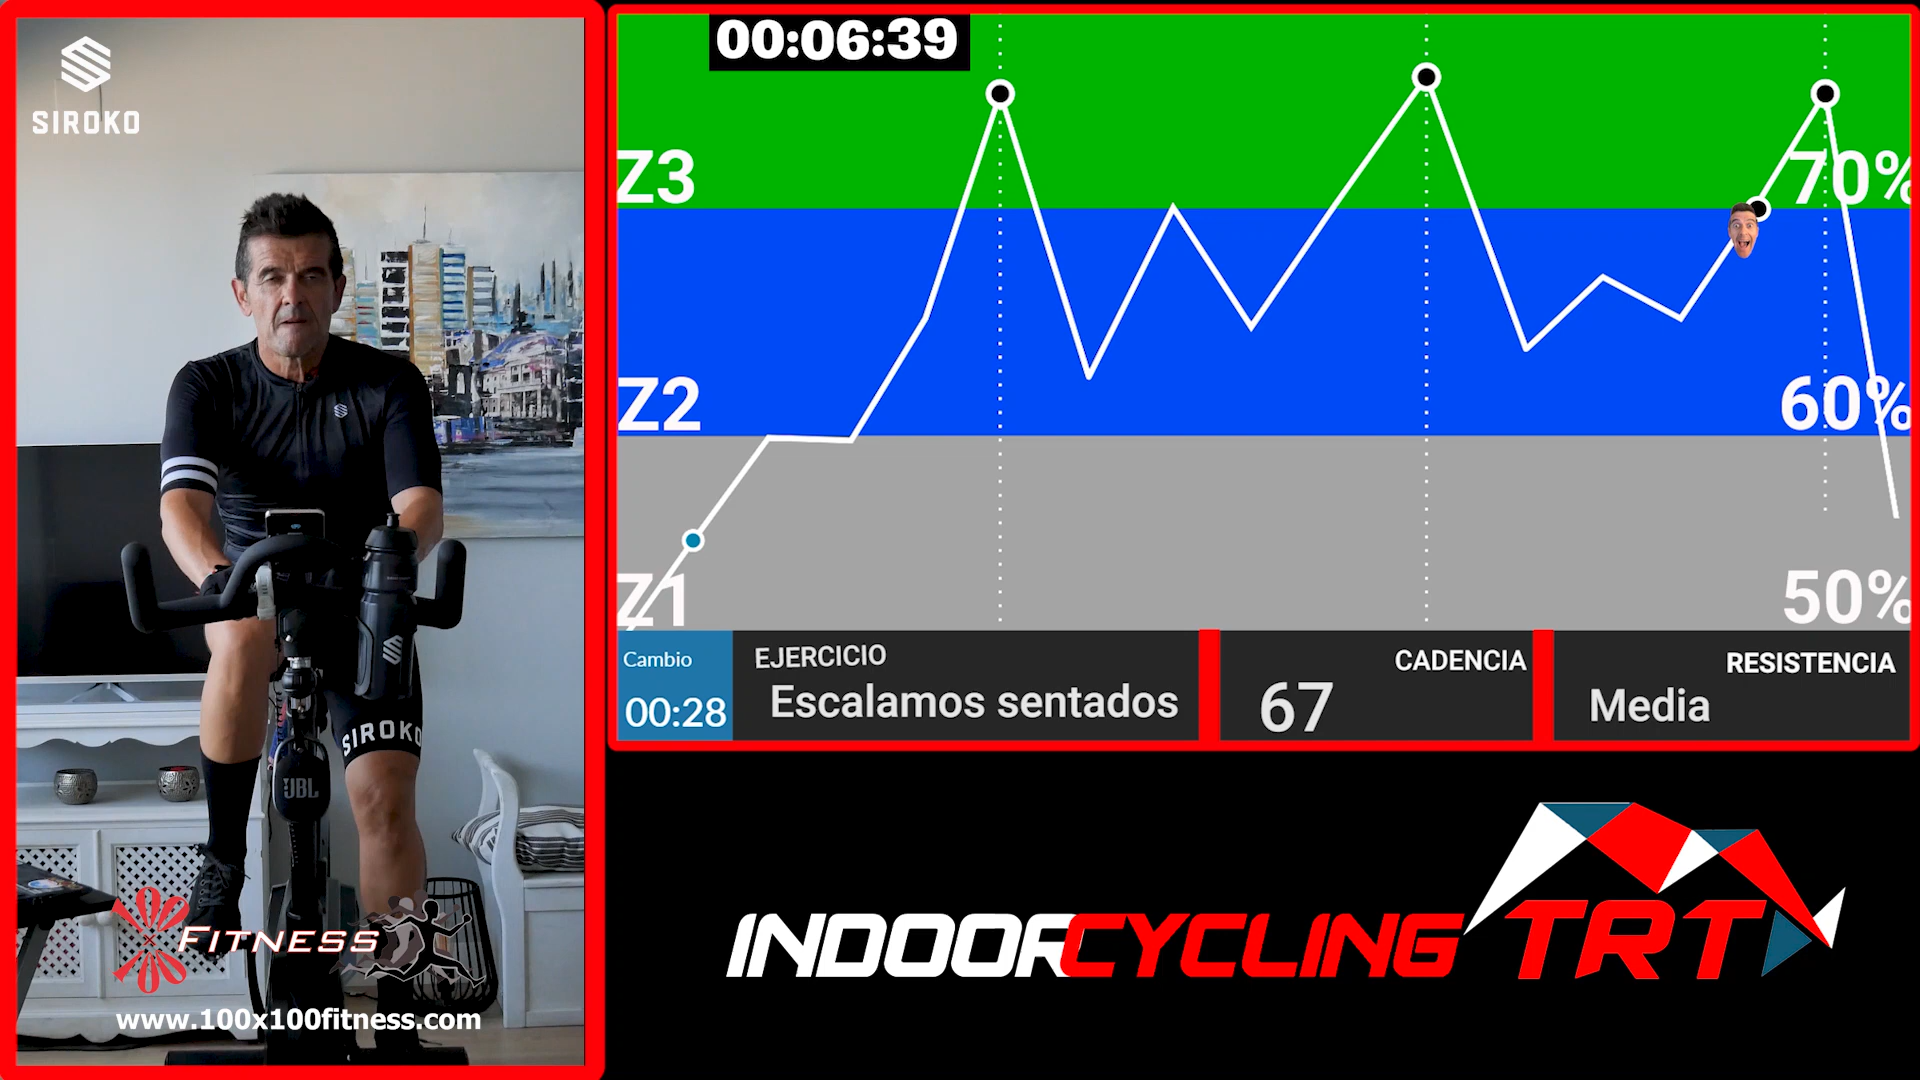 SIROKO
00:06:39
Z3
70%
Z2
60%
Z1
50%
Cambio
00:28
EJERCICIO
Escalamos sentados
CADENCIA
67
RESISTENCIA
Media
SIROKO
JBL
FITNESS
www.100x100fitness.com
INDOORCYCLING TRT